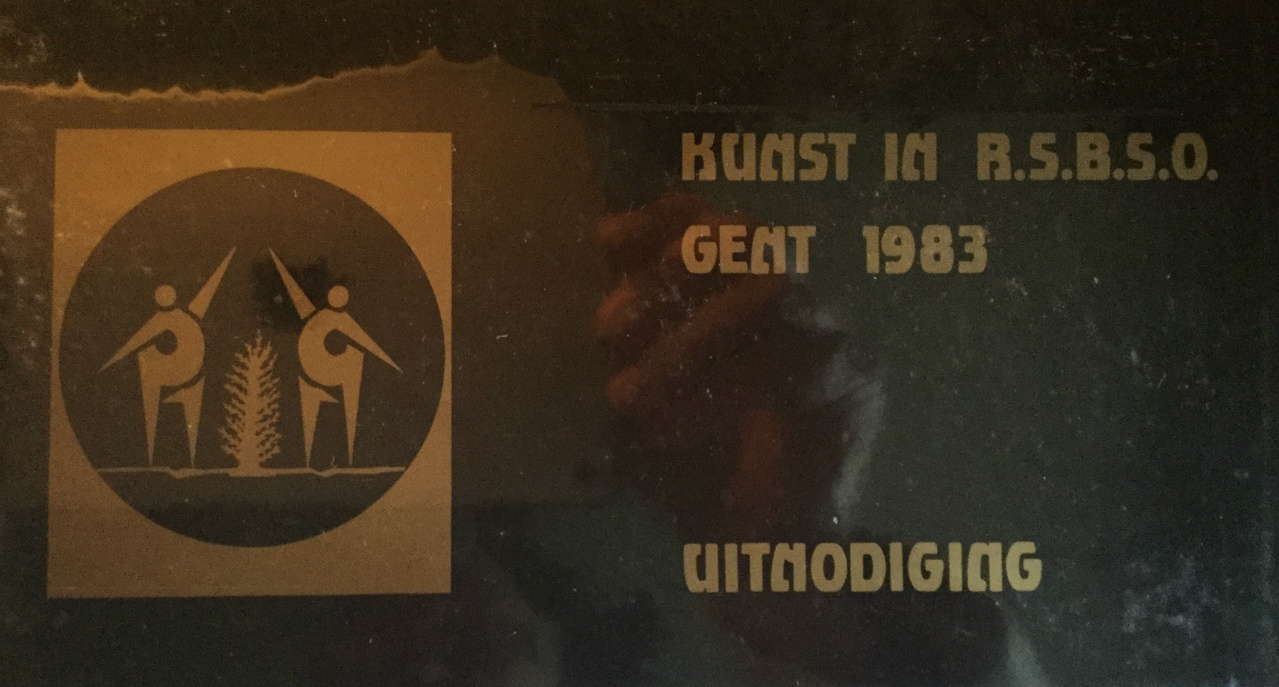 KUNST IN R.S.B.S.O.
GENT 1983
UITNODIGING